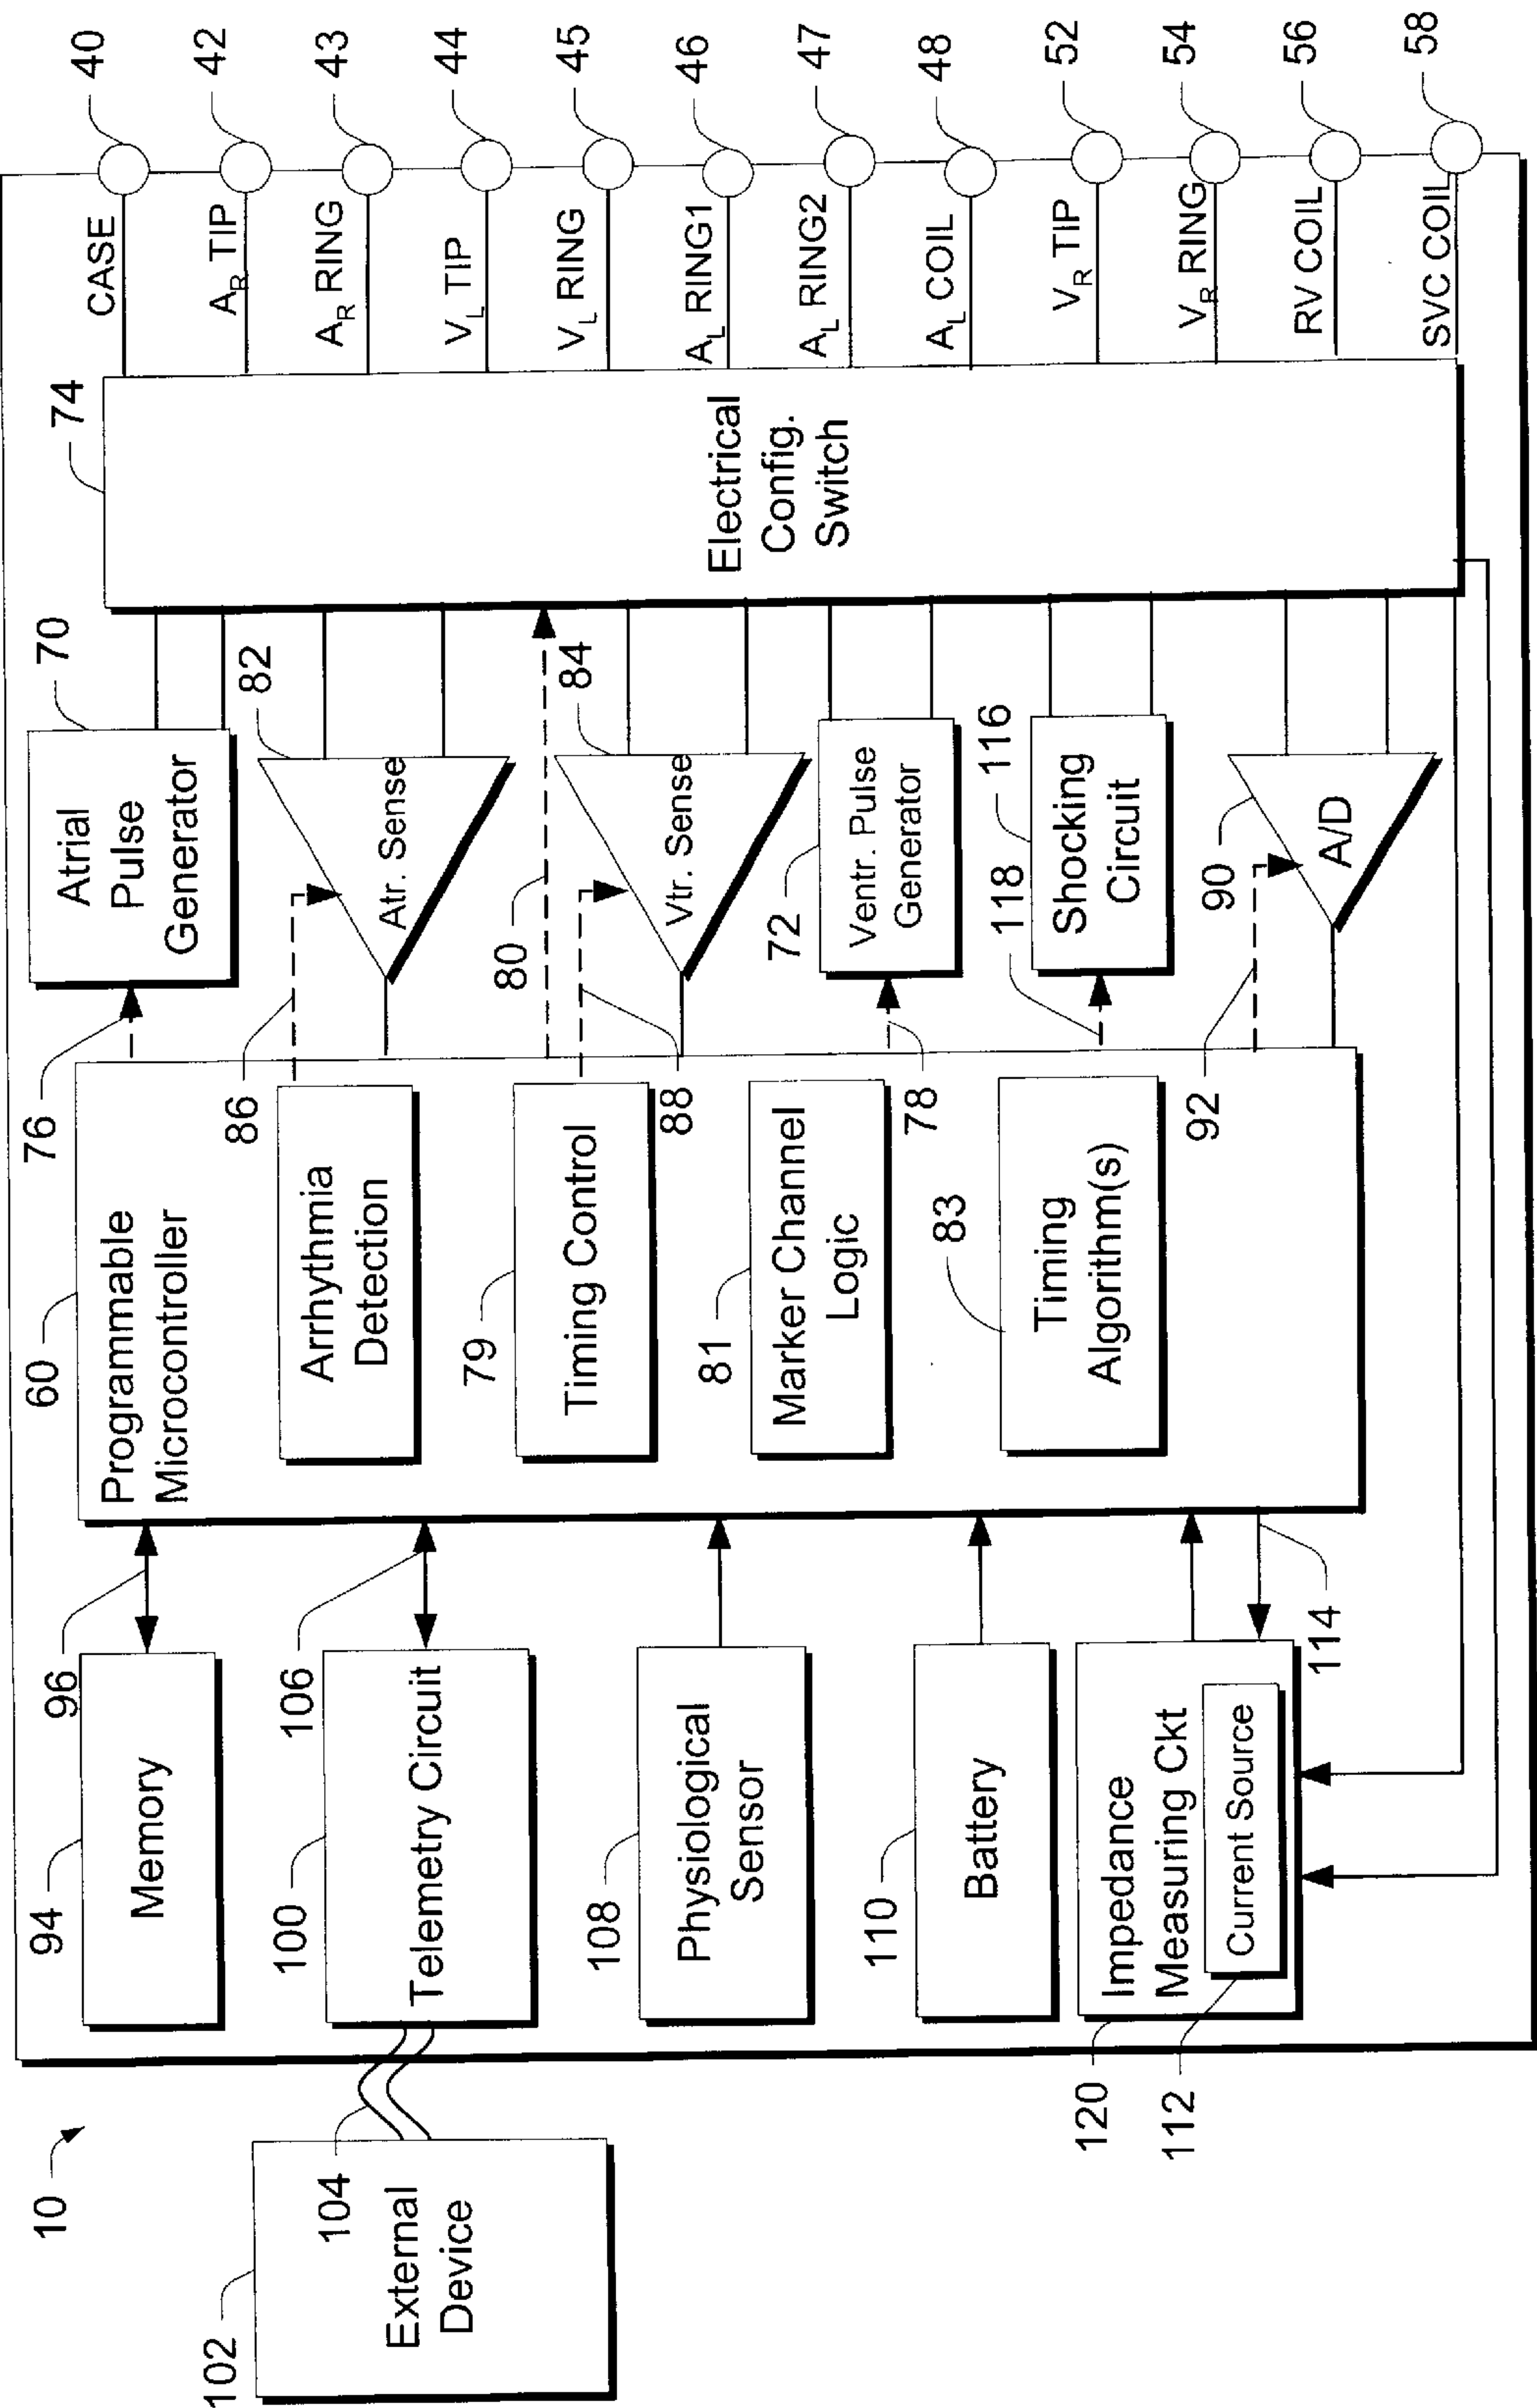 10
102
External
Device
104
94
Memory
96
100
Telemetry Circuit
106
108
Physiological
Sensor
110
Battery
Impedance
Measuring Ckt
Current Source
120
112
114
60
Programmable
Microcontroller
Arrhythmia
Detection
79
Timing Control
81
Marker Channel
Logic
83
Timing
Algorithm(s)
76
86
80
88
78
118
92
70
Atrial
Pulse
Generator
82
Atr. Sense
84
Vtr. Sense
72
Ventr. Pulse
Generator
116
Shocking
Circuit
90
A/D
74
Electrical
Config.
Switch
CASE
40
A_R TIP
42
A_R RING
43
V_L TIP
44
V_L RING
45
A_L RING1
46
A_L RING2
47
A_L COIL
48
V_R TIP
52
V_R RING
54
RV COIL
56
SVC COIL
58